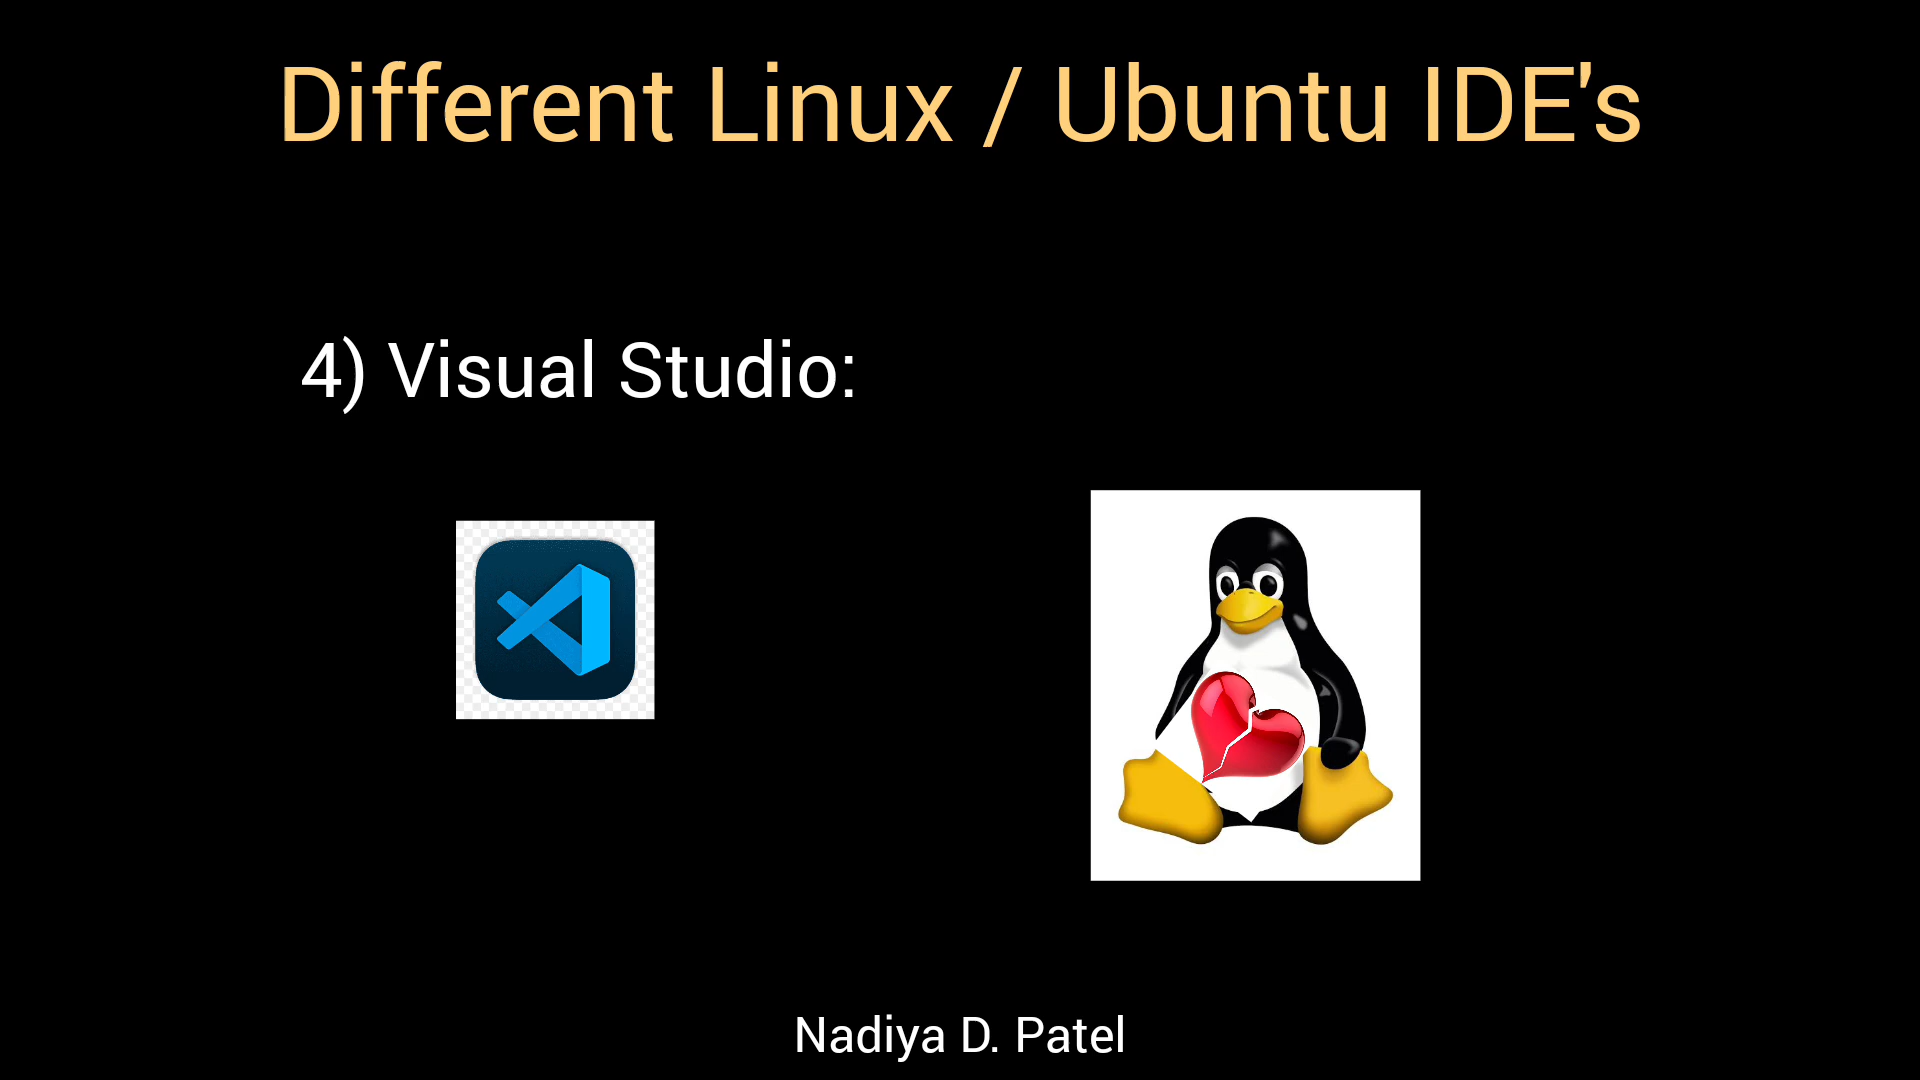 Different Linux / Ubuntu IDE's
4) Visual Studio:
Nadiya D. Patel